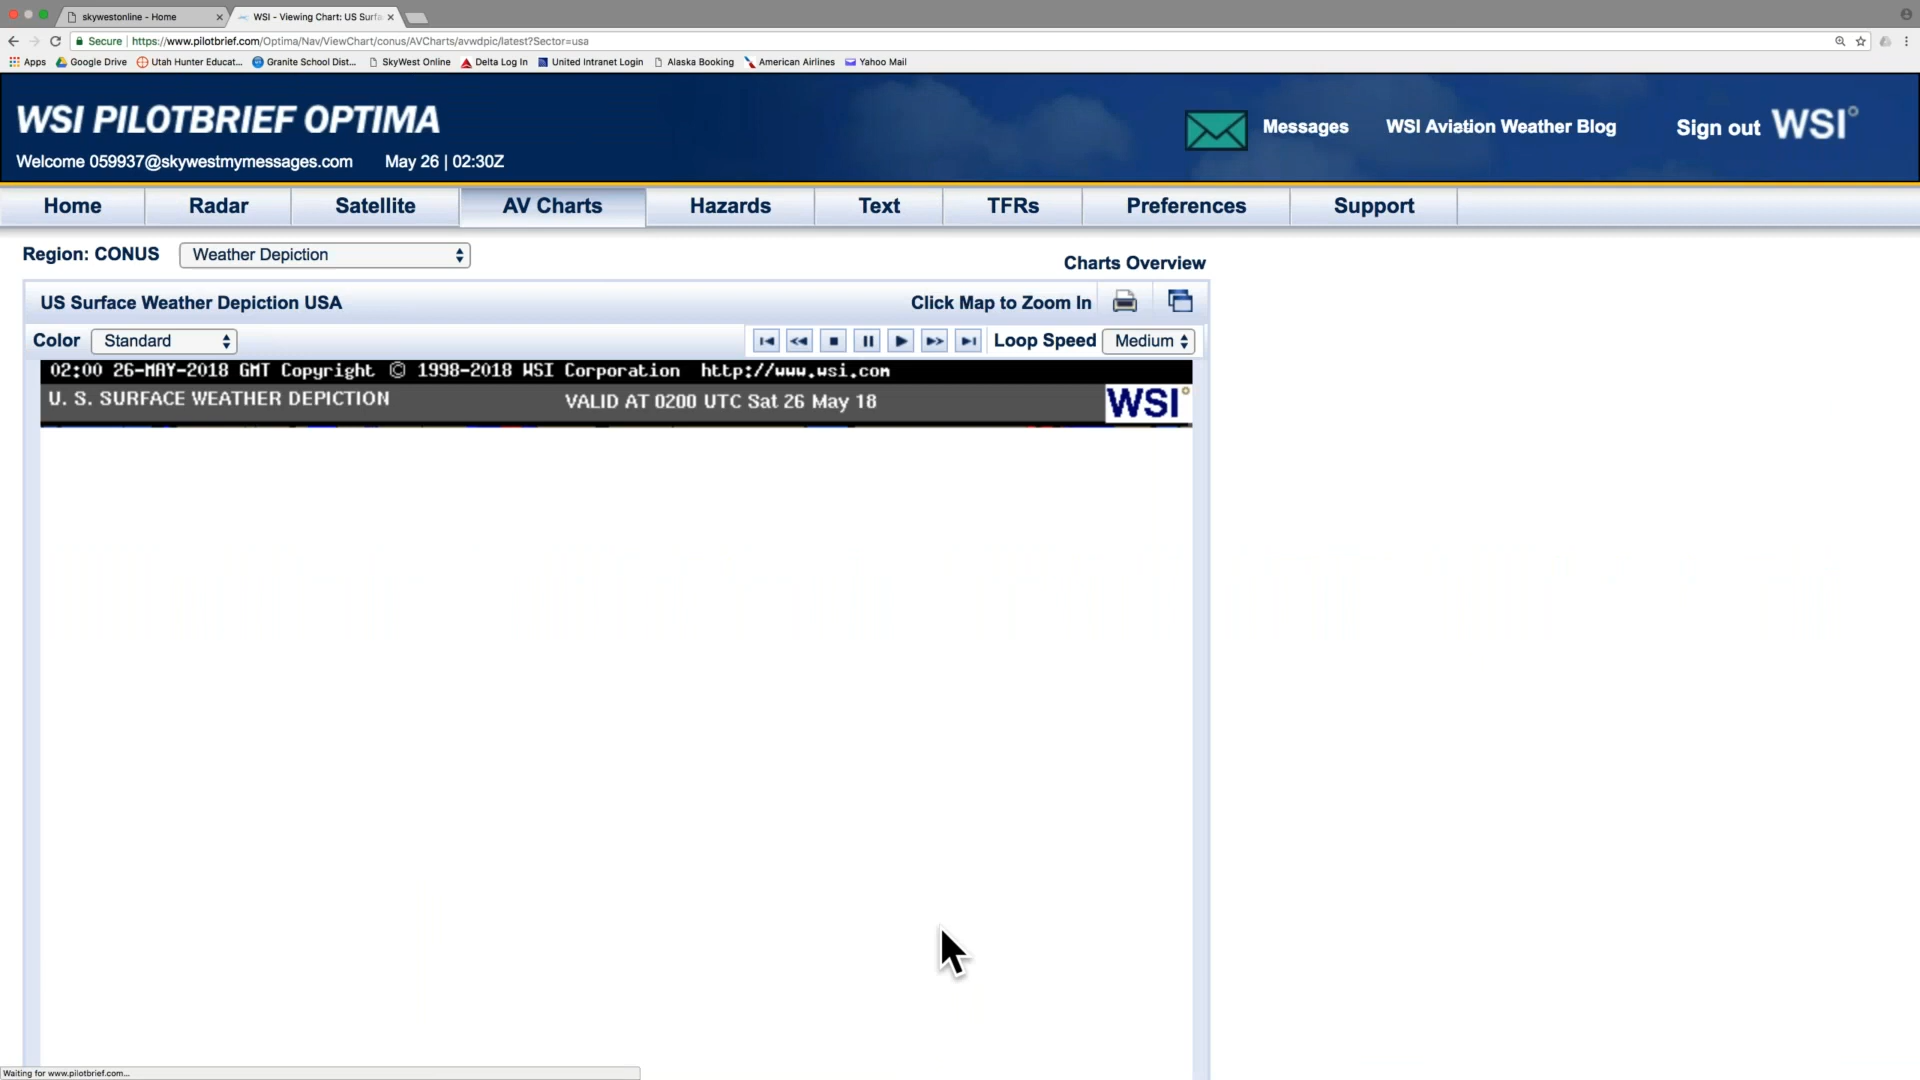 skywestonline - Home
WSI - Viewing Chart: US Surfa
Secure | https://www.pilotbrief.com/Optima/Nav/ViewChart/conus/AVCharts/avwdpic/latest?Sector=usa
Apps Google Drive Utah Hunter Educat... Granite School Dist... SkyWest Online Delta Log In United Intranet Login Alaska Booking American Airlines Yahoo Mail
WSI PILOTBRIEF OPTIMA
Messages WSI Aviation Weather Blog Sign out WSI
Welcome 059937@skywestmymessages.com May 26 | 02:30Z
Home Radar Satellite AV Charts Hazards Text TFRs Preferences Support
Region: CONUS Weather Depiction
Charts Overview
US Surface Weather Depiction USA Click Map to Zoom In
Color Standard Loop Speed Medium
02:00 26-MAY-2018 GMT Copyright © 1998-2018 WSI Corporation http://www.wsi.com
U. S. SURFACE WEATHER DEPICTION VALID AT 0200 UTC Sat 26 May 18 WSI
Waiting for www.pilotbrief.com...